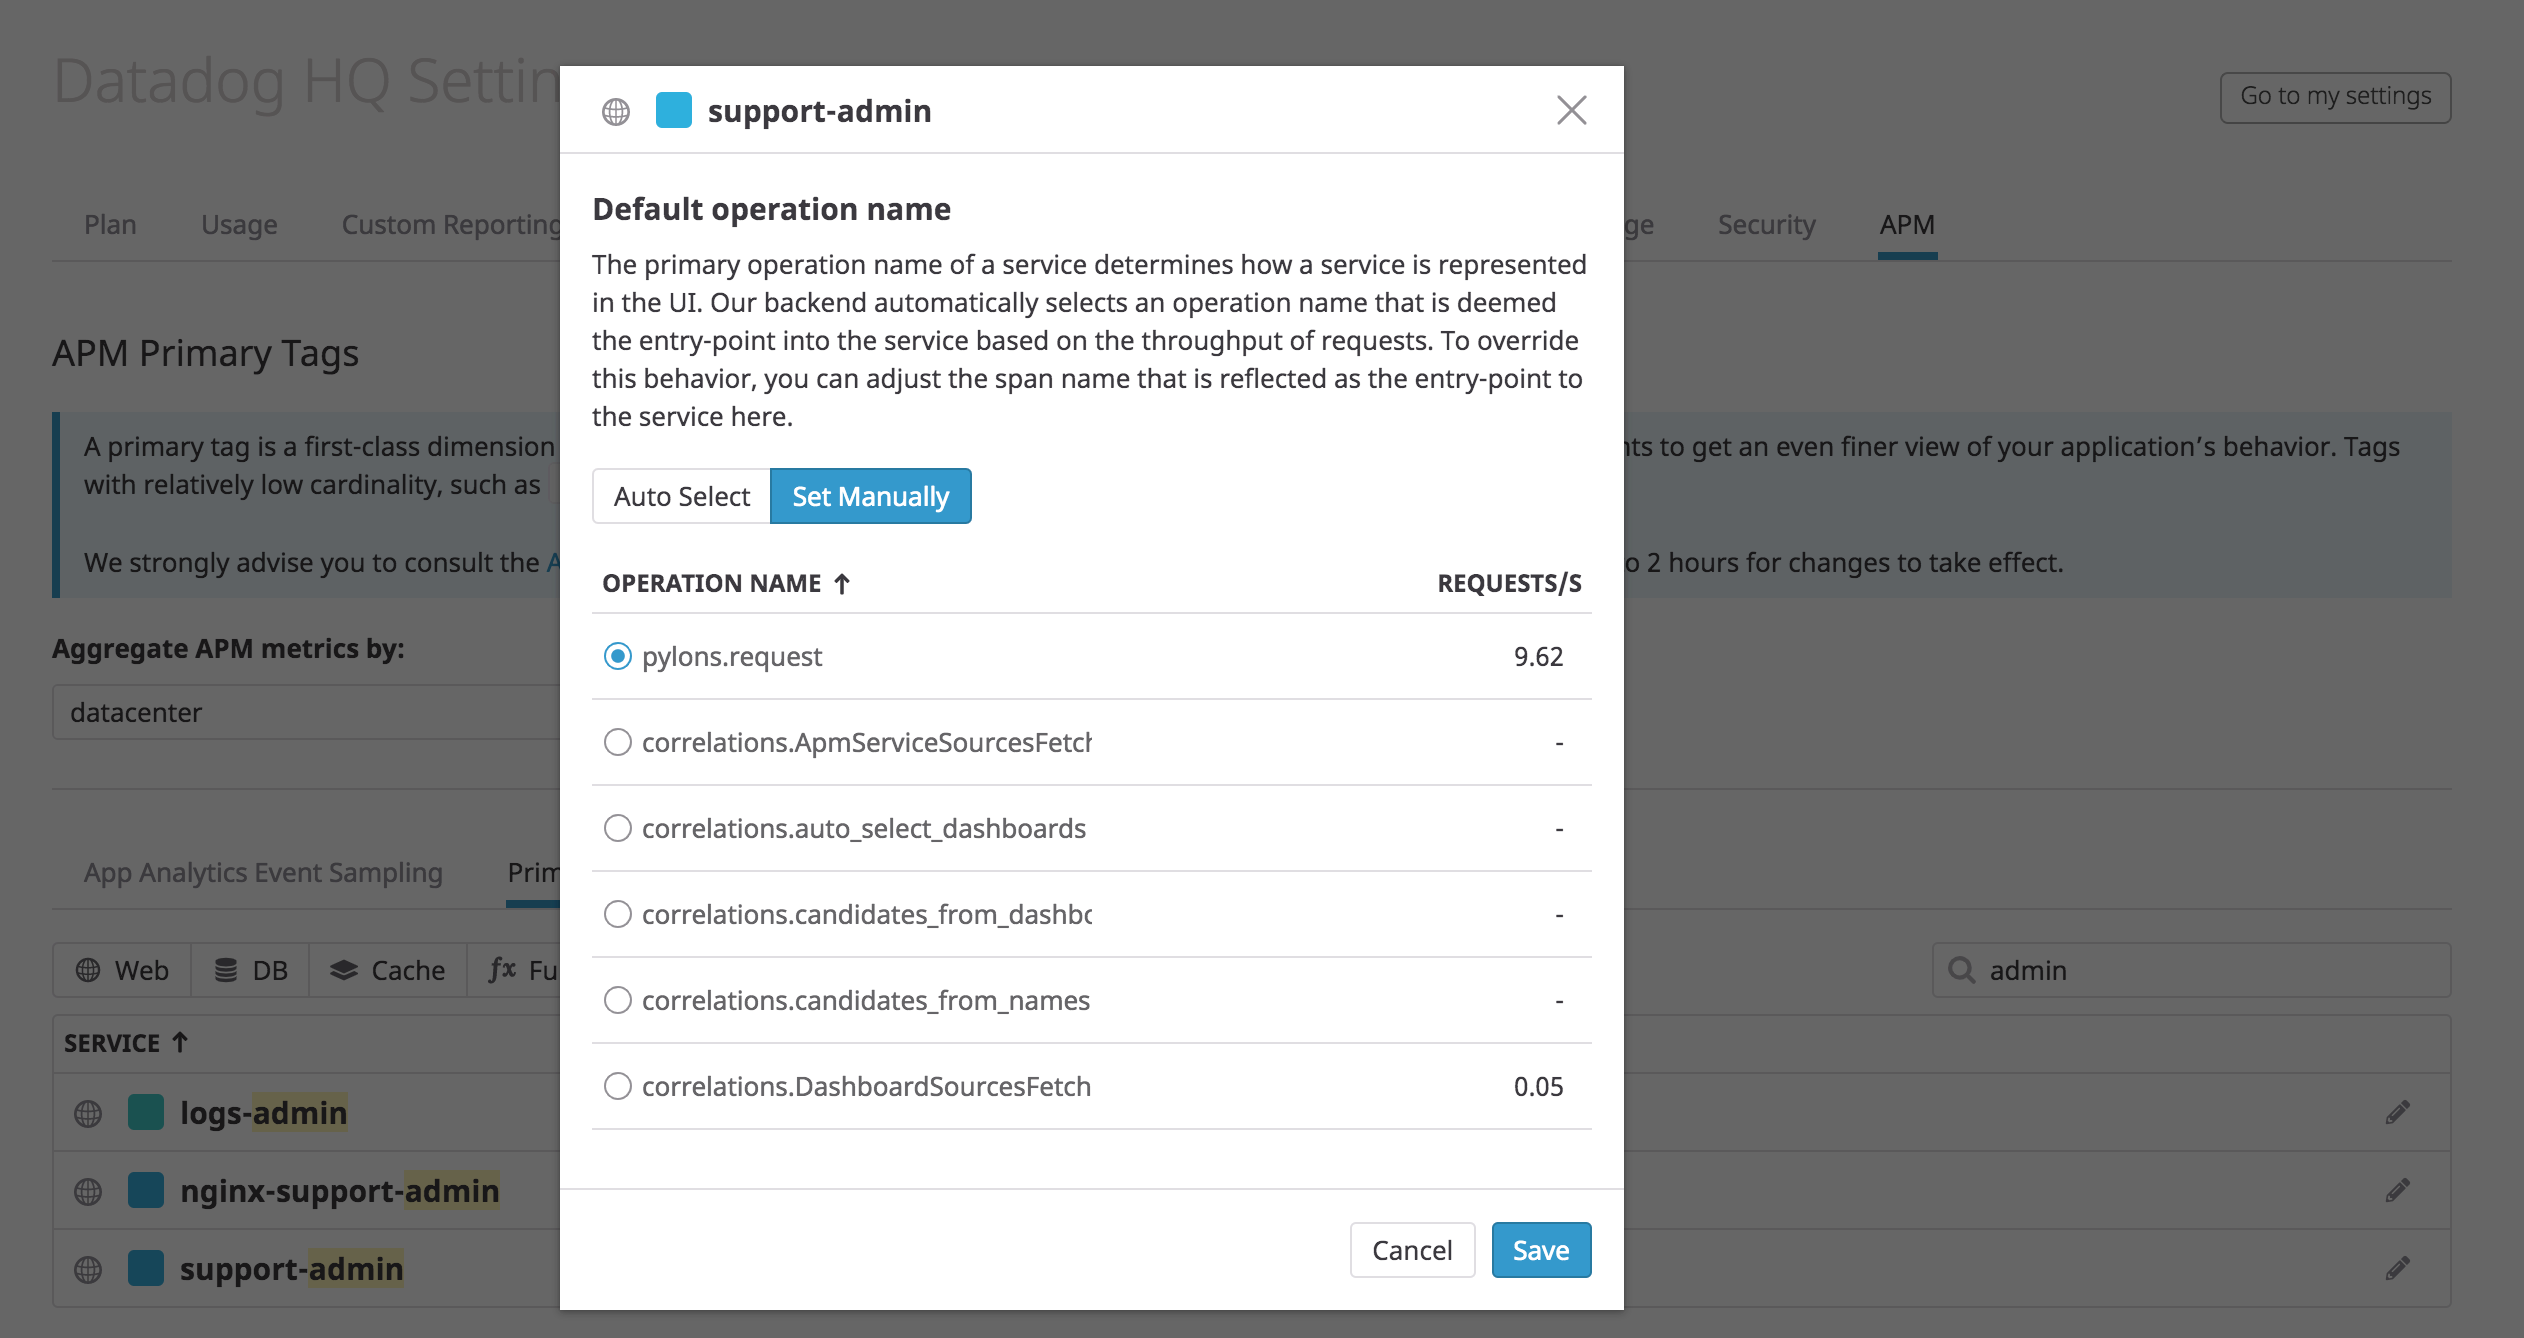 Datadog HQ Settin
Go to my settings
support-admin
Plan Usage Custom Reporting ge Security APM
Default operation name
The primary operation name of a service determines how a service is represented
in the UI. Our backend automatically selects an operation name that is deemed
the entry-point into the service based on the throughput of requests. To override
this behavior, you can adjust the span name that is reflected as the entry-point to
the service here.
Auto Select Set Manually
OPERATION NAME ↑ REQUESTS/S
pylons.request 9.62
correlations.ApmServiceSourcesFetch -
correlations.auto_select_dashboards -
correlations.candidates_from_dashbo -
correlations.candidates_from_names -
correlations.DashboardSourcesFetch 0.05
Cancel Save
APM Primary Tags
A primary tag is a first-class dimension nts to get an even finer view of your application's behavior. Tags
with relatively low cardinality, such as
We strongly advise you to consult the A o 2 hours for changes to take effect.
Aggregate APM metrics by:
datacenter
App Analytics Event Sampling Prim
Web DB Cache fx Fu admin
SERVICE ↑
logs-admin
nginx-support-admin
support-admin